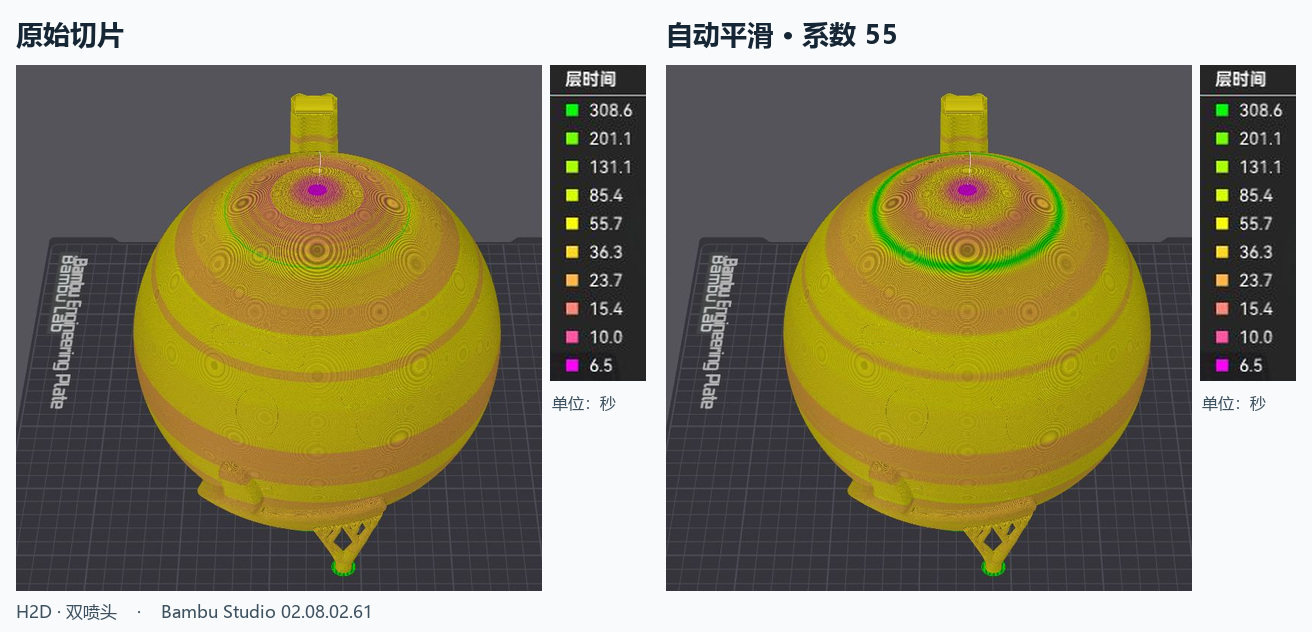 原始切片
层时间
308.6
201.1
131.1
85.4
55.7
36.3
23.7
15.4
10.0
6.5
单位：秒
Bambu Engineering Plate
Bambu Lab
H2D · 双喷头 · Bambu Studio 02.08.02.61
自动平滑 • 系数 55
层时间
308.6
201.1
131.1
85.4
55.7
36.3
23.7
15.4
10.0
6.5
单位：秒
Bambu Engineering Plate
Bambu Lab